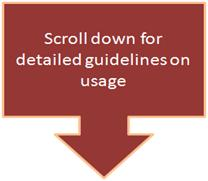 Scroll down for
detailed guidelines on
usage